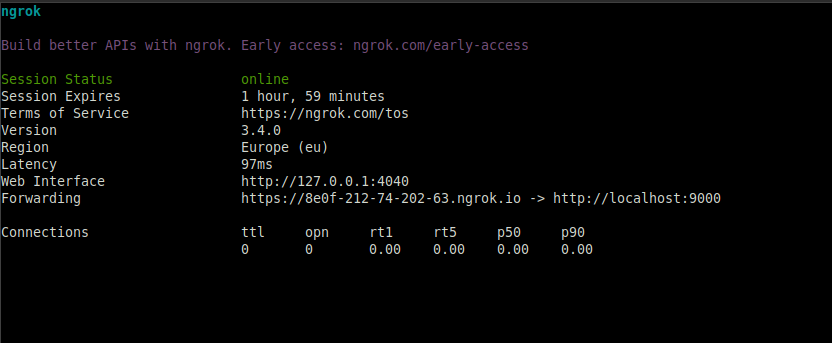 ngrok
Build better APIs with ngrok. Early access: ngrok.com/early-access
Session Status online
Session Expires 1 hour, 59 minutes
Terms of Service https://ngrok.com/tos
Version 3.4.0
Region Europe (eu)
Latency 97ms
Web Interface http://127.0.0.1:4040
Forwarding https://8e0f-212-74-202-63.ngrok.io -> http://localhost:9000
Connections ttl opn rt1 rt5 p50 p90
0 0 0.00 0.00 0.00 0.00